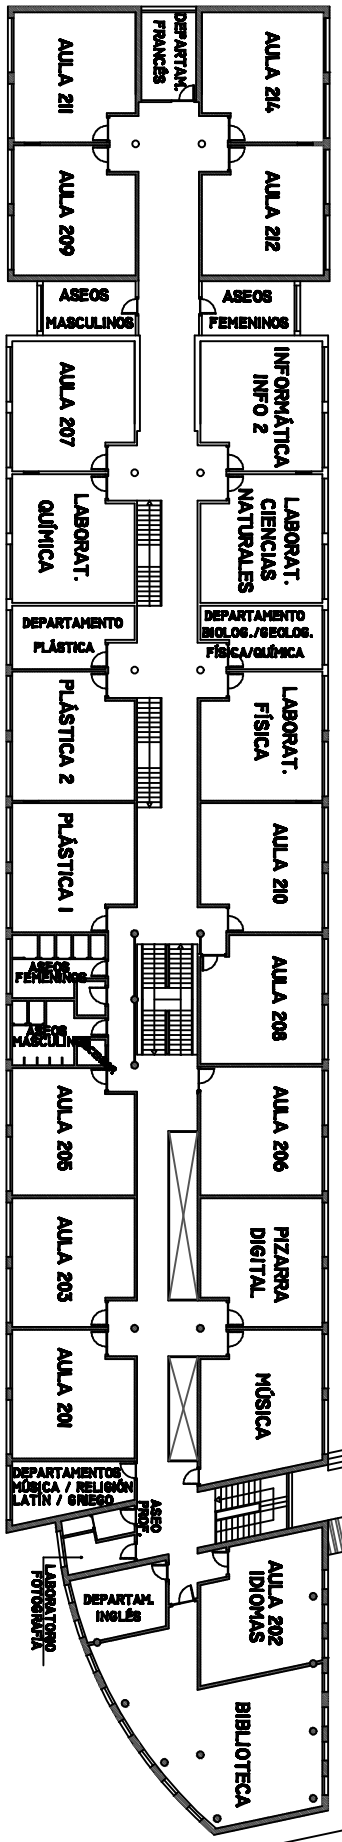 AULA 211
DEPARTAM.
FRANCÉS
AULA 214
AULA 209
AULA 212
ASEOS
MASCULINOS
ASEOS
FEMENINOS
AULA 207
INFORMÁTICA
INFO 2
LABORAT.
QUÍMICA
LABORAT.
CIENCIAS
NATURALES
DEPARTAMENTO
PLÁSTICA
DEPARTAMENTO
BIOLOG./GEOLOG.
FÍSICA/QUÍMICA
PLÁSTICA 2
LABORAT.
FÍSICA
PLÁSTICA 1
AULA 210
ASEOS
FEMENINOS
AULA 208
ASEOS
MASCULINOS
AULA 205
AULA 206
AULA 203
PIZARRA
DIGITAL
AULA 201
MÚSICA
DEPARTAMENTOS
MÚSICA / RELIGIÓN
LATÍN / GRIEGO
ASEO
PROF.
LABORATORIO
FOTOGRAFÍA
DEPARTAM.
INGLÉS
AULA 202
IDIOMAS
BIBLIOTECA